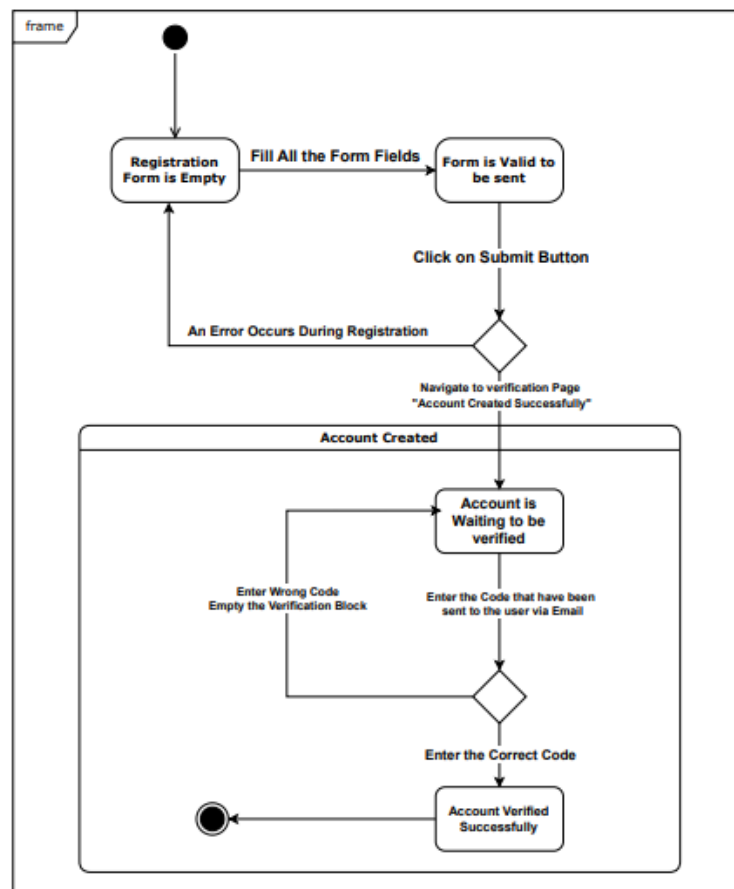 frame
Registration
Form is Empty
Fill All the Form Fields
Form is Valid to
be sent
Click on Submit Button
An Error Occurs During Registration
Navigate to verification Page
"Account Created Successfully"
Account Created
Account is
Waiting to be
verified
Enter Wrong Code
Empty the Verification Block
Enter the Code that have been
sent to the user via Email
Enter the Correct Code
Account Verified
Successfully